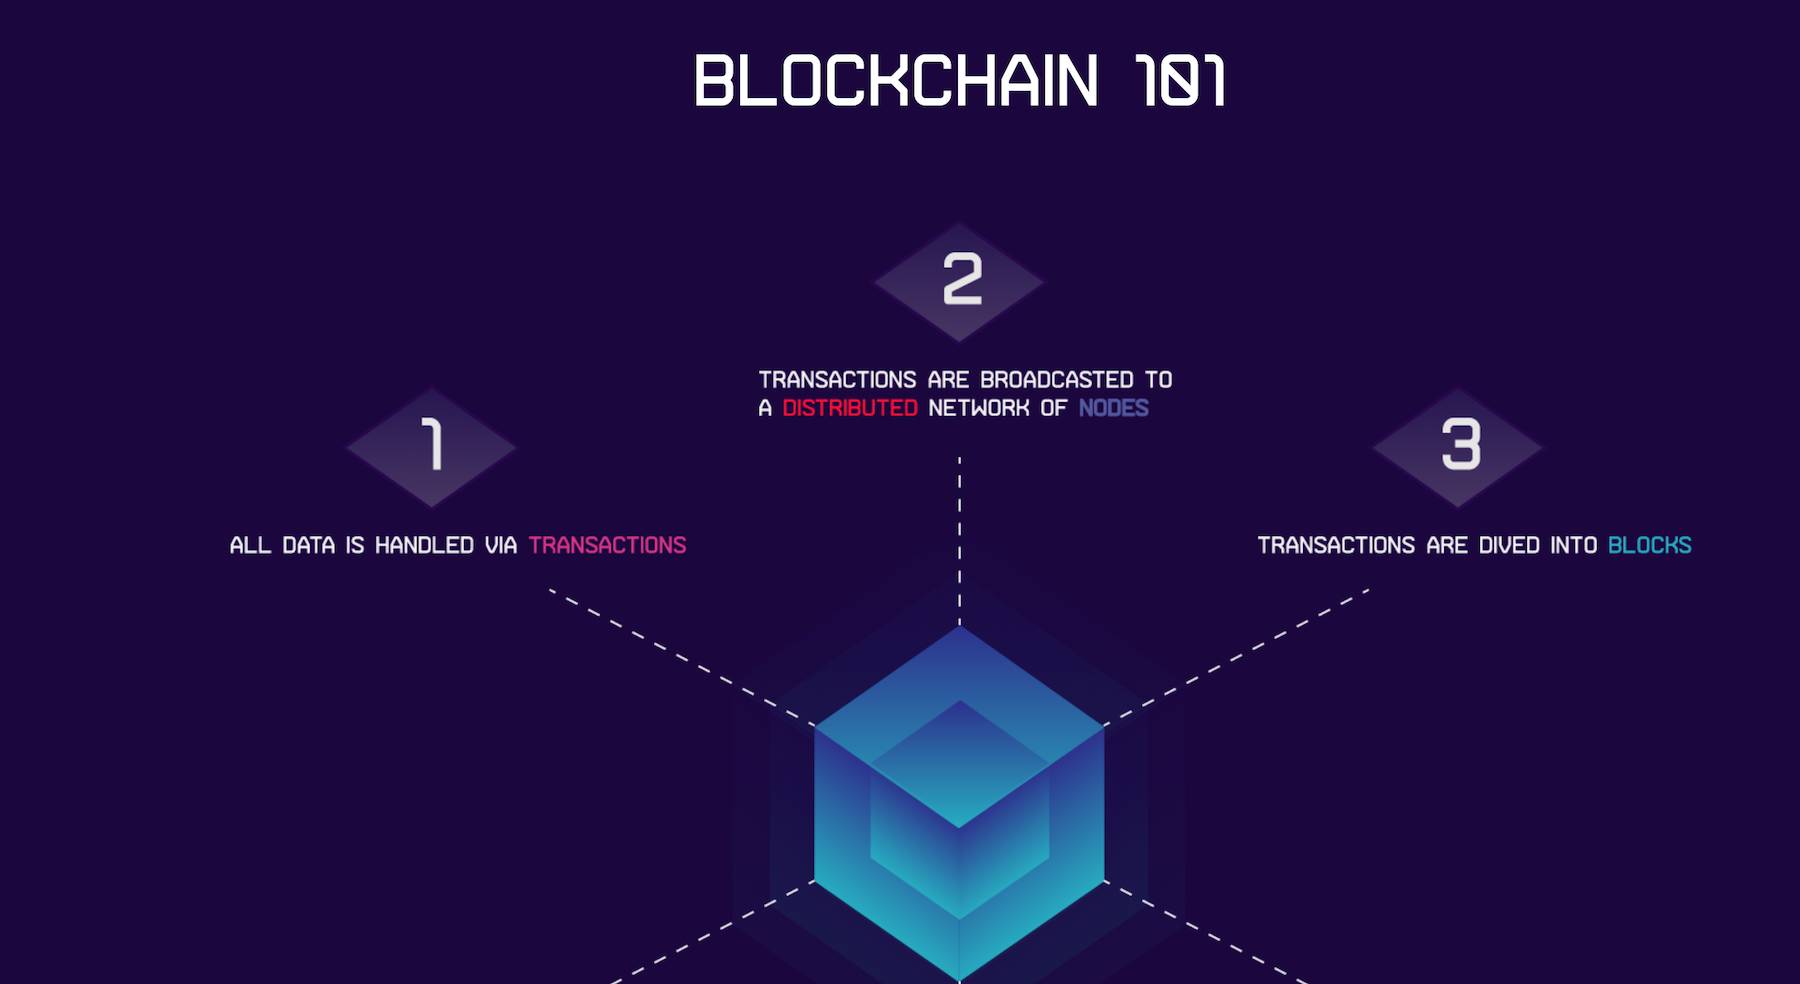 BLOCKCHAIN 101
1
ALL DATA IS HANDLED VIA TRANSACTIONS
2
TRANSACTIONS ARE BROADCASTED TO
A DISTRIBUTED NETWORK OF NODES
3
TRANSACTIONS ARE DIVED INTO BLOCKS